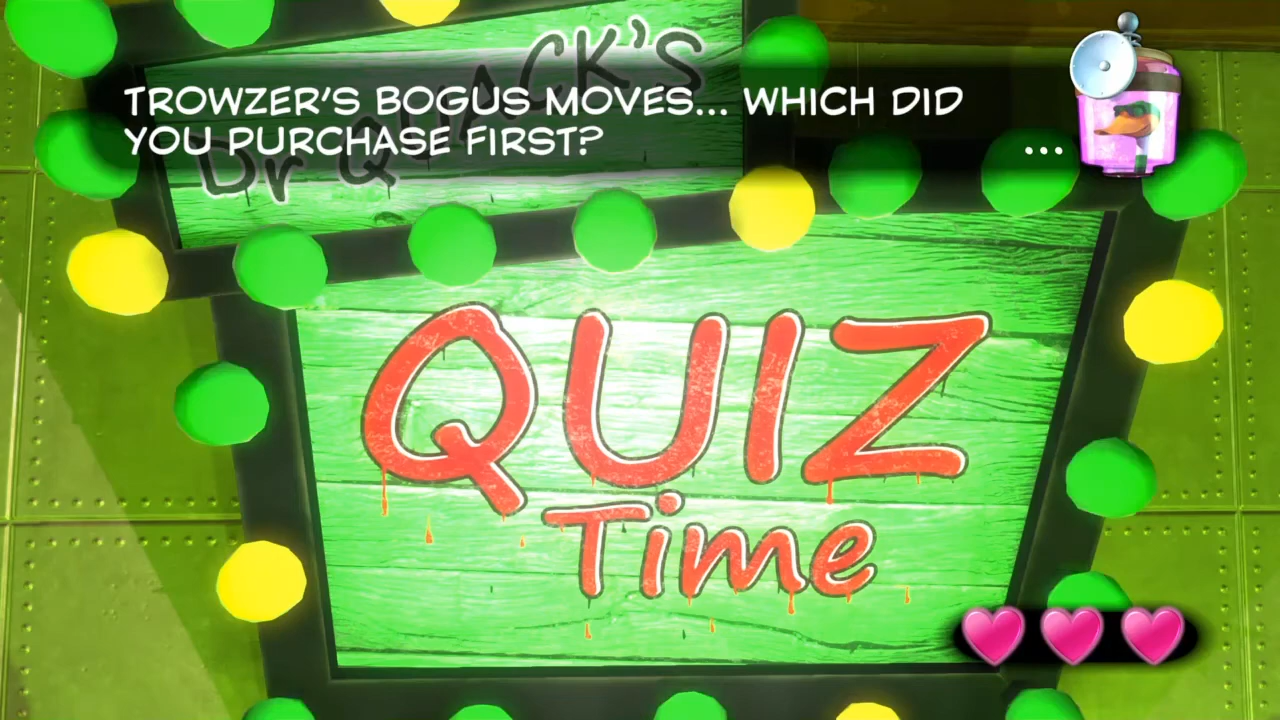 TROWZER'S BOGUS MOVES... WHICH DID
YOU PURCHASE FIRST?
...
Dr QUACK'S
QUIZ
Time